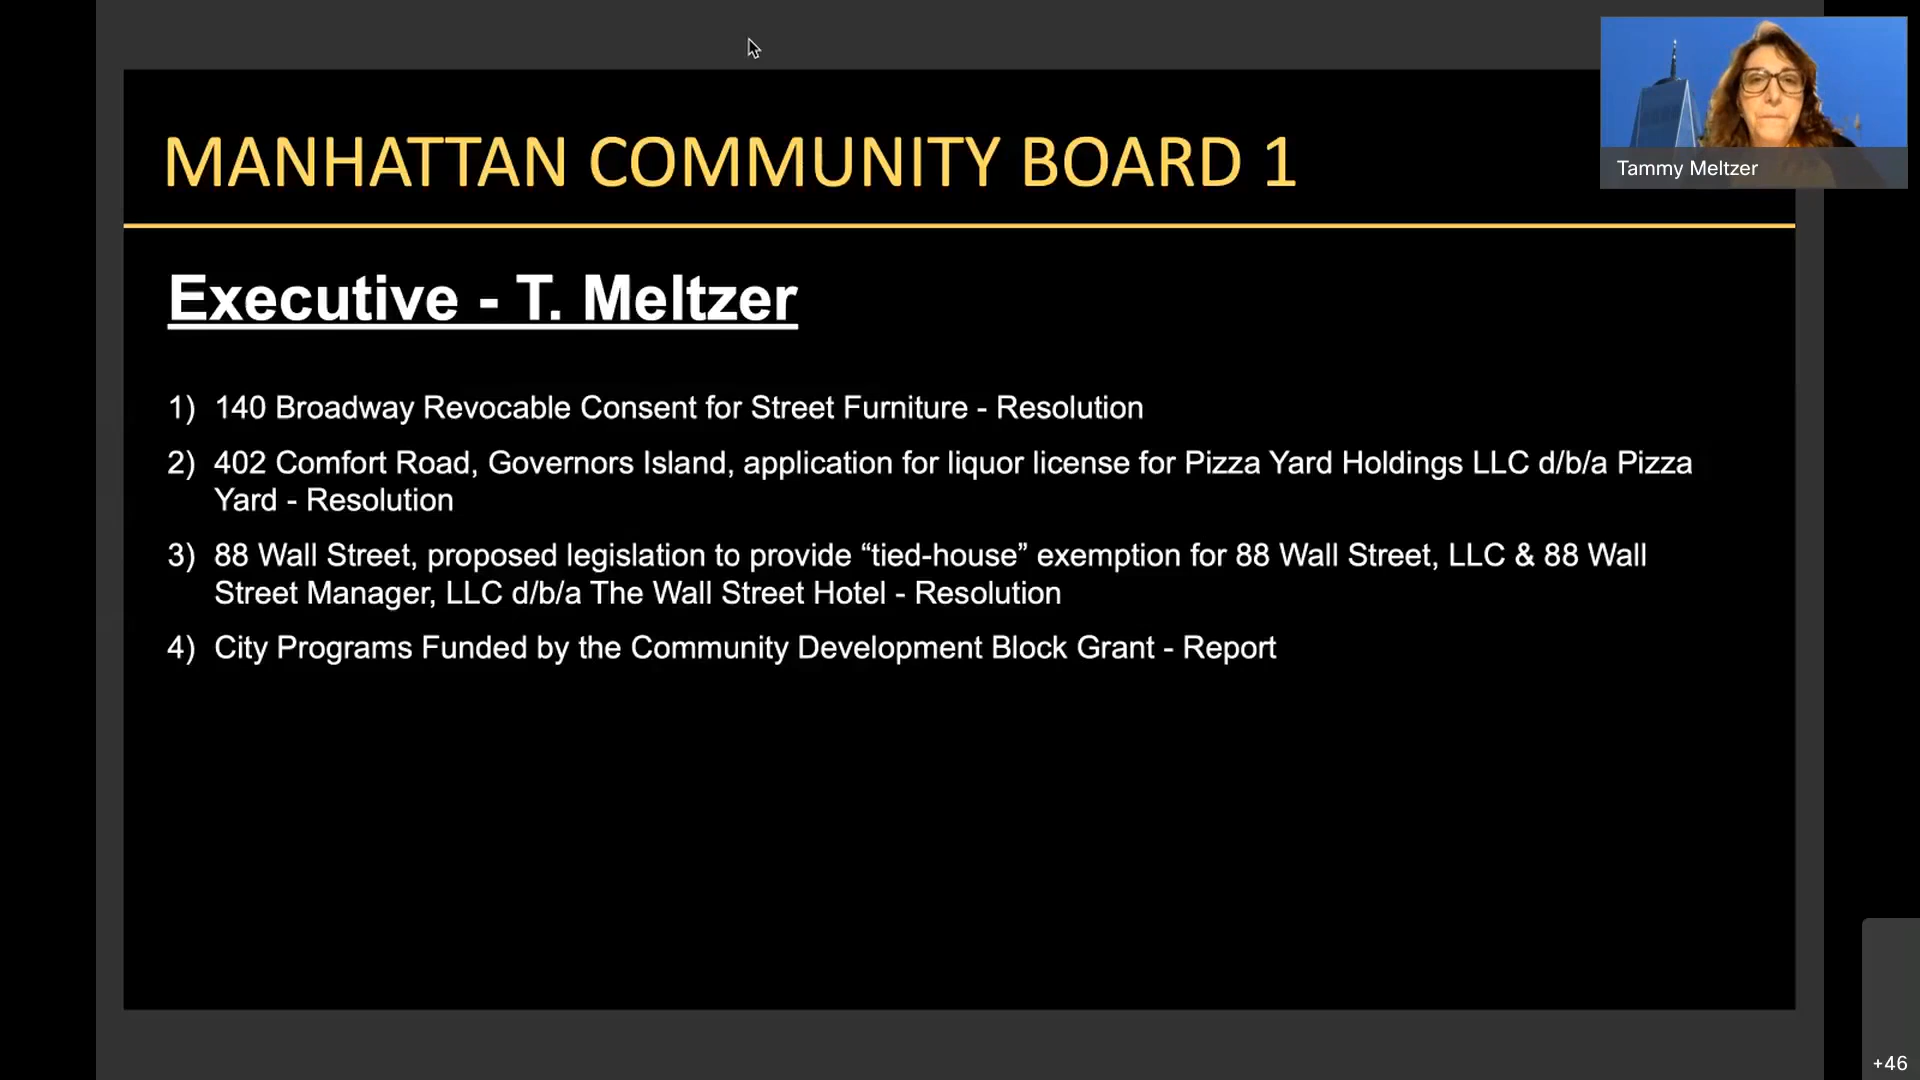 MANHATTAN COMMUNITY BOARD 1
Tammy Meltzer
Executive - T. Meltzer
1) 140 Broadway Revocable Consent for Street Furniture - Resolution
2) 402 Comfort Road, Governors Island, application for liquor license for Pizza Yard Holdings LLC d/b/a Pizza
Yard - Resolution
3) 88 Wall Street, proposed legislation to provide “tied-house” exemption for 88 Wall Street, LLC & 88 Wall
Street Manager, LLC d/b/a The Wall Street Hotel - Resolution
4) City Programs Funded by the Community Development Block Grant - Report
+46